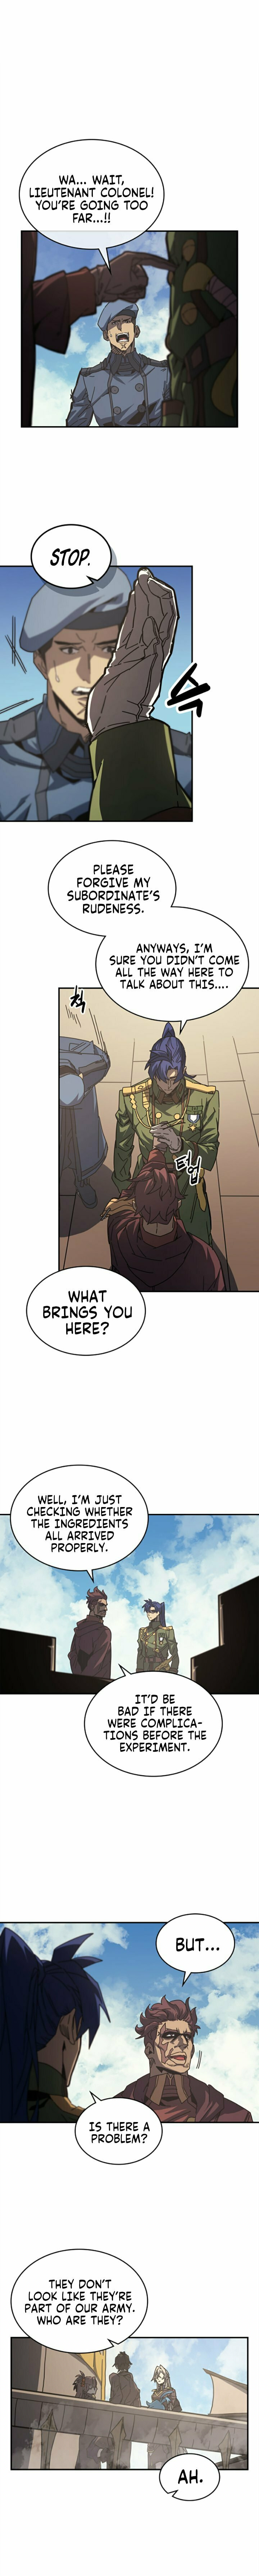 WA... WAIT,
LIEUTENANT COLONEL!
YOU'RE GOING TOO
FAR...!!
STOP.
PLEASE
FORGIVE MY
SUBORDINATE'S
RUDENESS.
ANYWAYS, I'M
SURE YOU DIDN'T COME
ALL THE WAY HERE TO
TALK ABOUT THIS....
척
터억
WHAT
BRINGS YOU
HERE?
WELL, I'M JUST
CHECKING WHETHER
THE INGREDIENTS
ALL ARRIVED
PROPERLY.
IT'D BE
BAD IF THERE
WERE COMPLICA-
TIONS BEFORE THE
EXPERIMENT.
BUT...
IS THERE A
PROBLEM?
THEY DON'T
LOOK LIKE THEY'RE
PART OF OUR ARMY.
WHO ARE THEY?
AH.